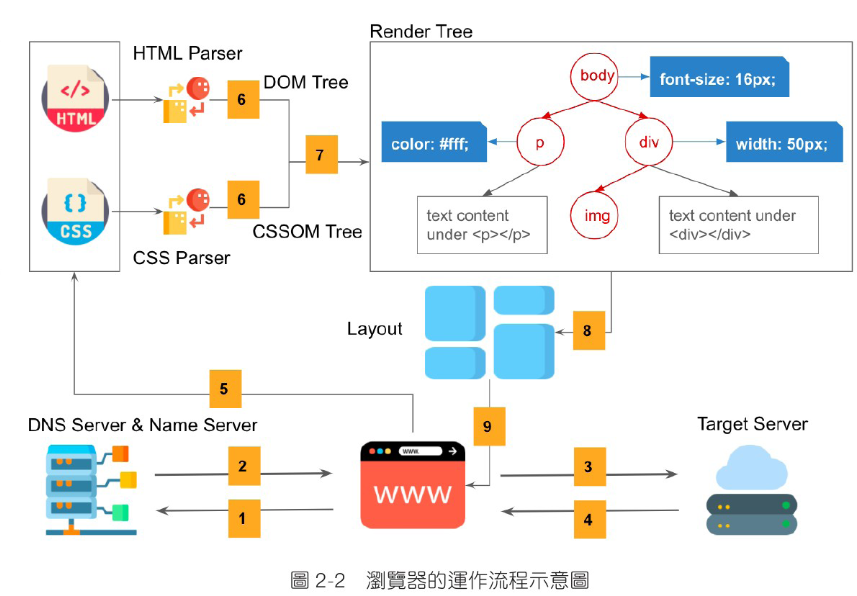 Render Tree
HTML Parser
DOM Tree
</>
HTML
6
7
body
font-size: 16px;
color: #fff;
p
div
width: 50px;
{}
CSS
6
CSSOM Tree
CSS Parser
text content
under <p></p>
img
text content under
<div></div>
Layout
8
5
9
DNS Server & Name Server
Target Server
2
1
www
www
3
4
圖 2-2 瀏覽器的運作流程示意圖